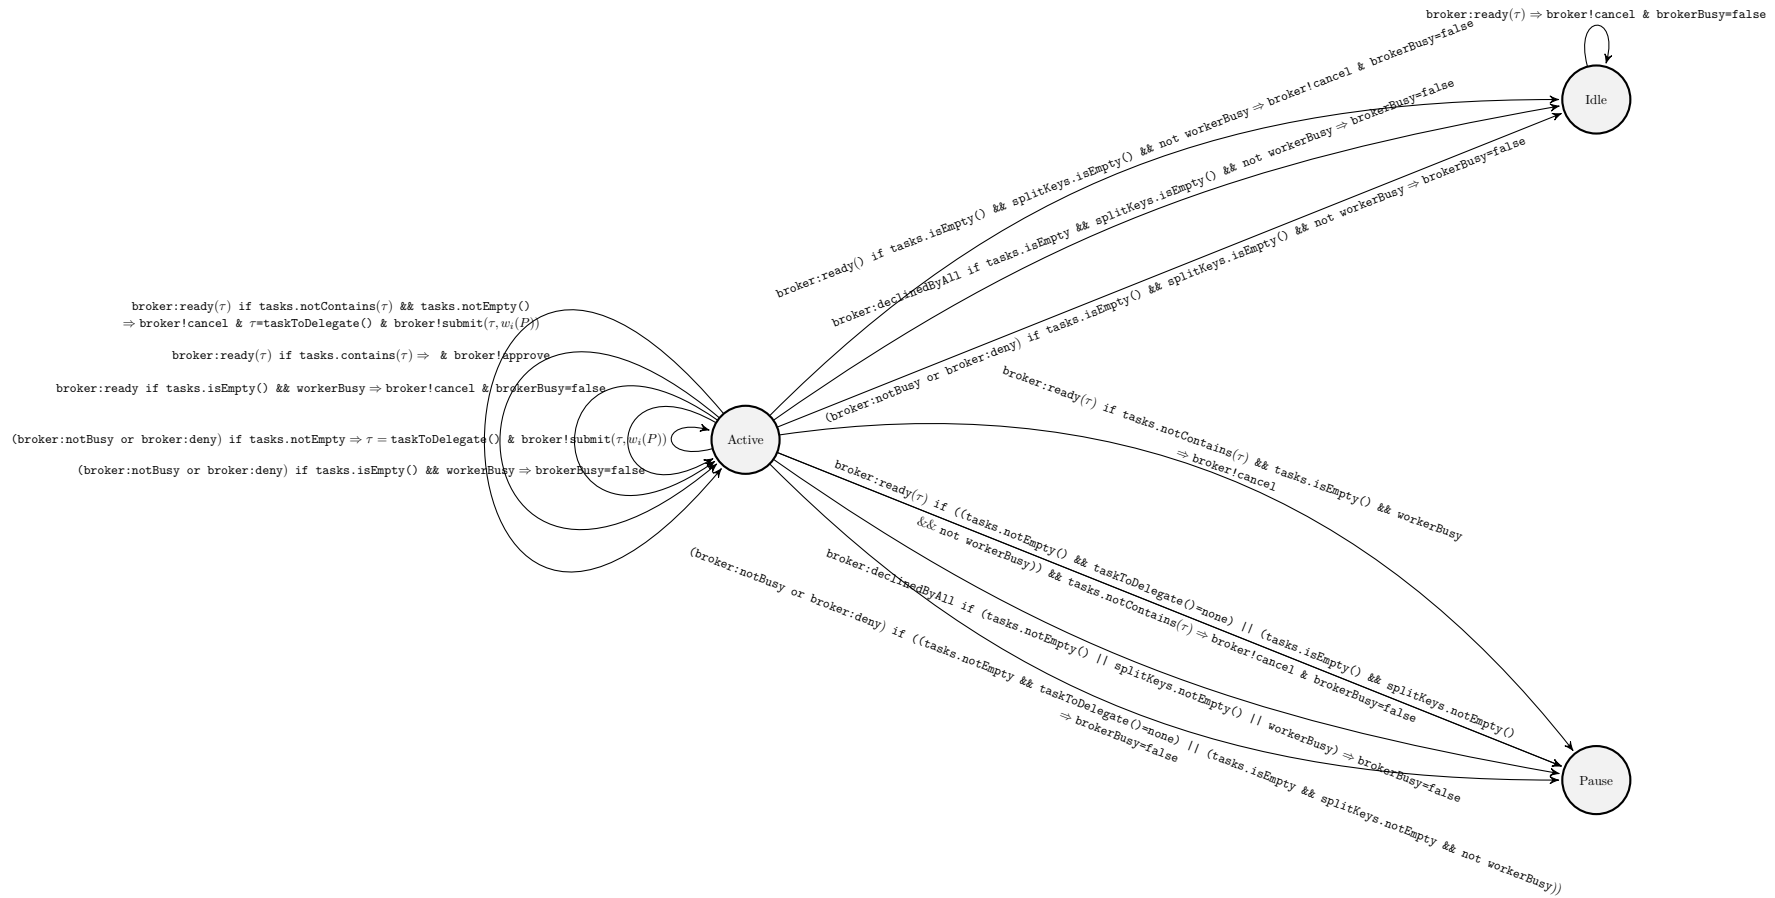 broker:ready(τ) ⇒ broker!cancel & brokerBusy=false
Idle
broker:ready() if tasks.isEmpty() && splitKeys.isEmpty() && not workerBusy ⇒ broker!cancel & brokerBusy=false
broker:declinedByAll if tasks.isEmpty && splitKeys.isEmpty() && not workerBusy ⇒ brokerBusy=false
(broker:notBusy or broker:deny) if tasks.isEmpty() && splitKeys.isEmpty() && not workerBusy ⇒ brokerBusy=false
broker:ready(τ) if tasks.notContains(τ) && tasks.notEmpty()
⇒ broker!cancel & τ=taskToDelegate() & broker!submit(τ, wᵢ(P))
broker:ready(τ) if tasks.contains(τ) ⇒ & broker!approve
broker:ready if tasks.isEmpty() && workerBusy ⇒ broker!cancel & brokerBusy=false
(broker:notBusy or broker:deny) if tasks.notEmpty ⇒ τ = taskToDelegate() & broker!submit(τ, wᵢ(P))
(broker:notBusy or broker:deny) if tasks.isEmpty() && workerBusy ⇒ brokerBusy=false
Active
broker:ready(τ) if tasks.notContains(τ) && tasks.isEmpty() && workerBusy
⇒ broker!cancel
broker:ready(τ) if ((tasks.notEmpty() && taskToDelegate()=none) || (tasks.isEmpty() && splitKeys.notEmpty()
&& not workerBusy)) && tasks.notContains(τ) ⇒ broker!cancel & brokerBusy=false
broker:declinedByAll if (tasks.notEmpty() || splitKeys.notEmpty() || workerBusy) ⇒ brokerBusy=false
(broker:notBusy or broker:deny) if ((tasks.notEmpty && taskToDelegate()=none) || (tasks.isEmpty && splitKeys.notEmpty && not workerBusy))
⇒ brokerBusy=false
Pause